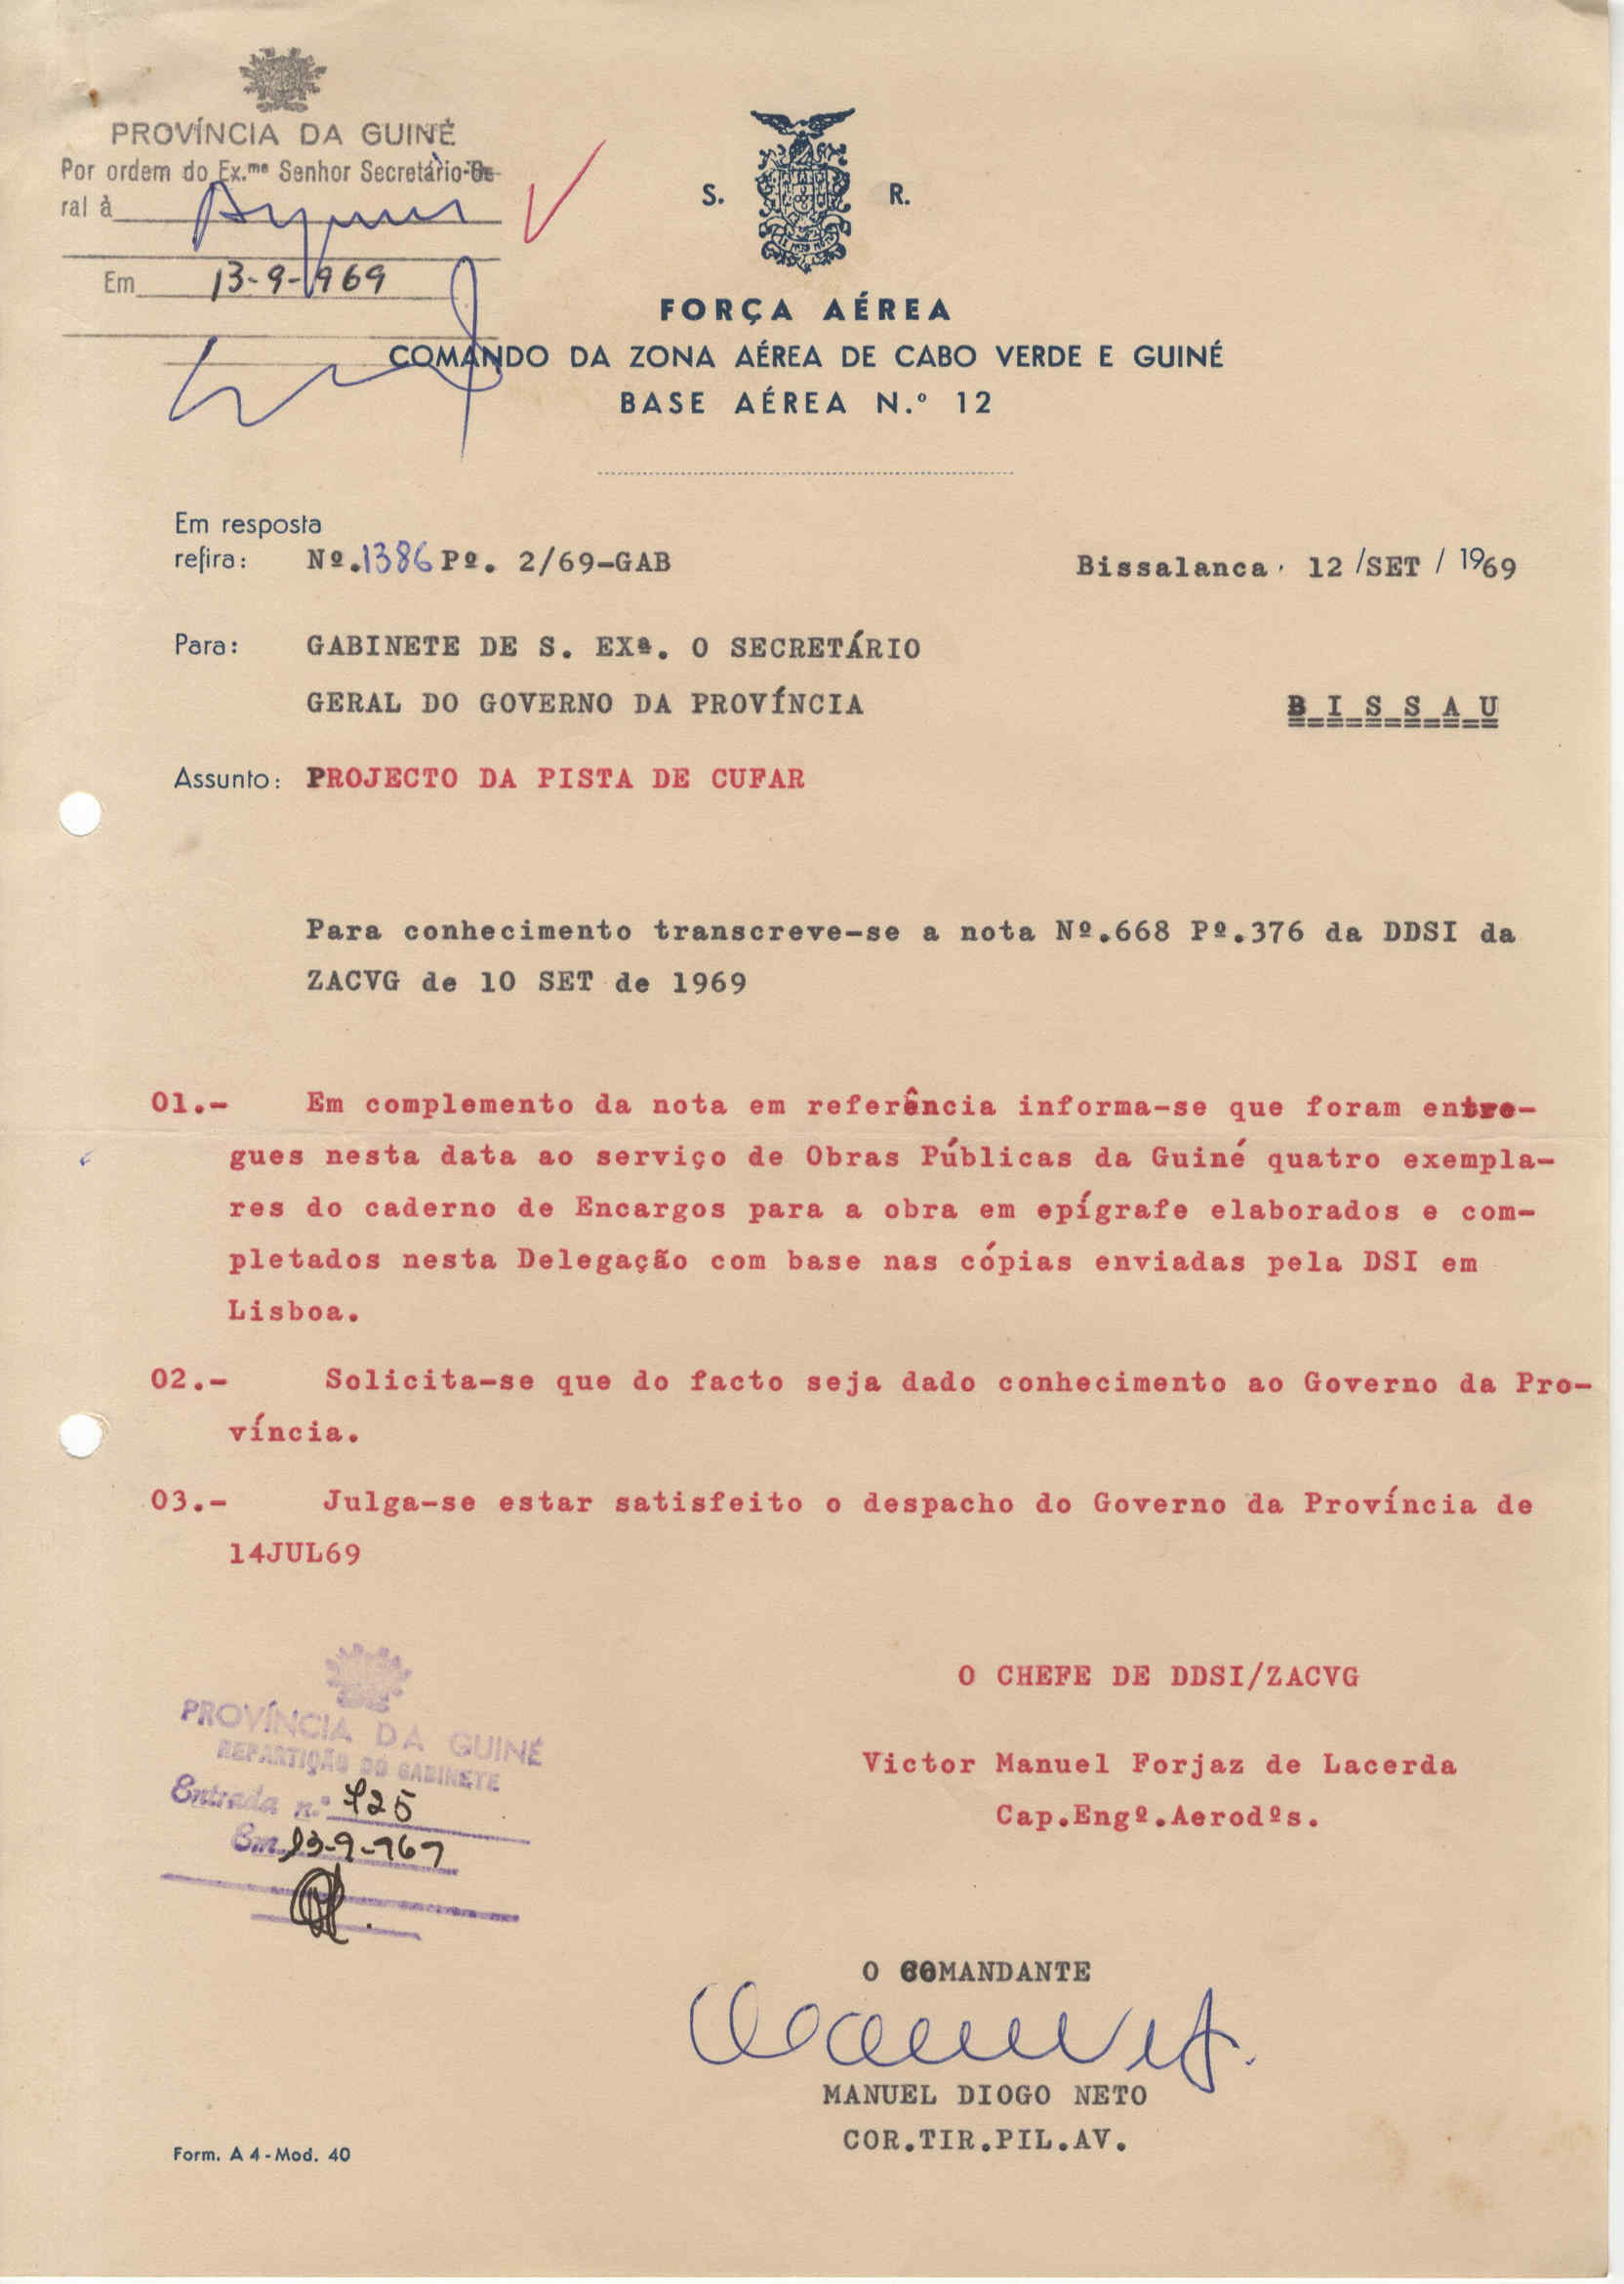 PROVÍNCIA DA GUINÉ
Por ordem do Ex.mo Senhor Secretário-Ge-
ral à
Em 13-9-969
S. R.
FORÇA AÉREA
COMANDO DA ZONA AÉREA DE CABO VERDE E GUINÉ
BASE AÉREA N.º 12
Em resposta
refira: Nº.1386 Pº. 2/69-GAB
Bissalanca, 12 /SET / 1969
Para: GABINETE DE S. EXª. O SECRETÁRIO
GERAL DO GOVERNO DA PROVÍNCIA
B I S S A U
Assunto: PROJECTO DA PISTA DE CUFAR
Para conhecimento transcreve-se a nota Nº.668 Pº.376 da DDSI da
ZACVG de 10 SET de 1969
01.- Em complemento da nota em referência informa-se que foram entre-
gues nesta data ao serviço de Obras Públicas da Guiné quatro exempla-
res do caderno de Encargos para a obra em epígrafe elaborados e com-
pletados nesta Delegação com base nas cópias enviadas pela DSI em
Lisboa.
02.- Solicita-se que do facto seja dado conhecimento ao Governo da Pro-
víncia.
03.- Julga-se estar satisfeito o despacho do Governo da Província de
14JUL69
O CHEFE DE DDSI/ZACVG
Victor Manuel Forjaz de Lacerda
Cap.Engº.Aerodºs.
PROVÍNCIA DA GUINÉ
REPARTIÇÃO DO GABINETE
Entrada n.º
Em 13-9-969
O COMANDANTE
MANUEL DIOGO NETO
COR.TIR.PIL.AV.
Form. A 4 - Mod. 40